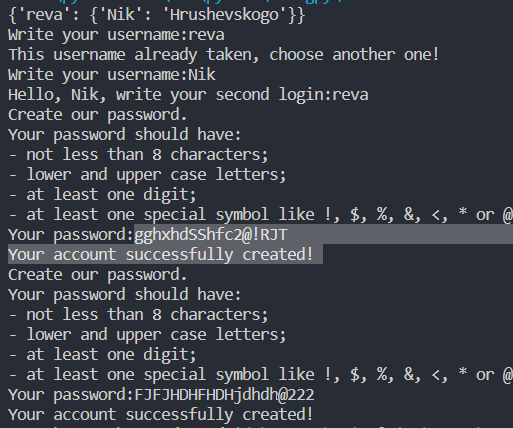 {'reva': {'Nik': 'Hrushevskogo'}}
Write your username:reva
This username already taken, choose another one!
Write your username:Nik
Hello, Nik, write your second login:reva
Create our password.
Your password should have:
- not less than 8 characters;
- lower and upper case letters;
- at least one digit;
- at least one special symbol like !, $, %, &, <, * or @
Your password:gghxhdSShfc2@!RJT
Your account successfully created!
Create our password.
Your password should have:
- not less than 8 characters;
- lower and upper case letters;
- at least one digit;
- at least one special symbol like !, $, %, &, <, * or @
Your password:FJFJHDHFHDHjdhdh@222
Your account successfully created!